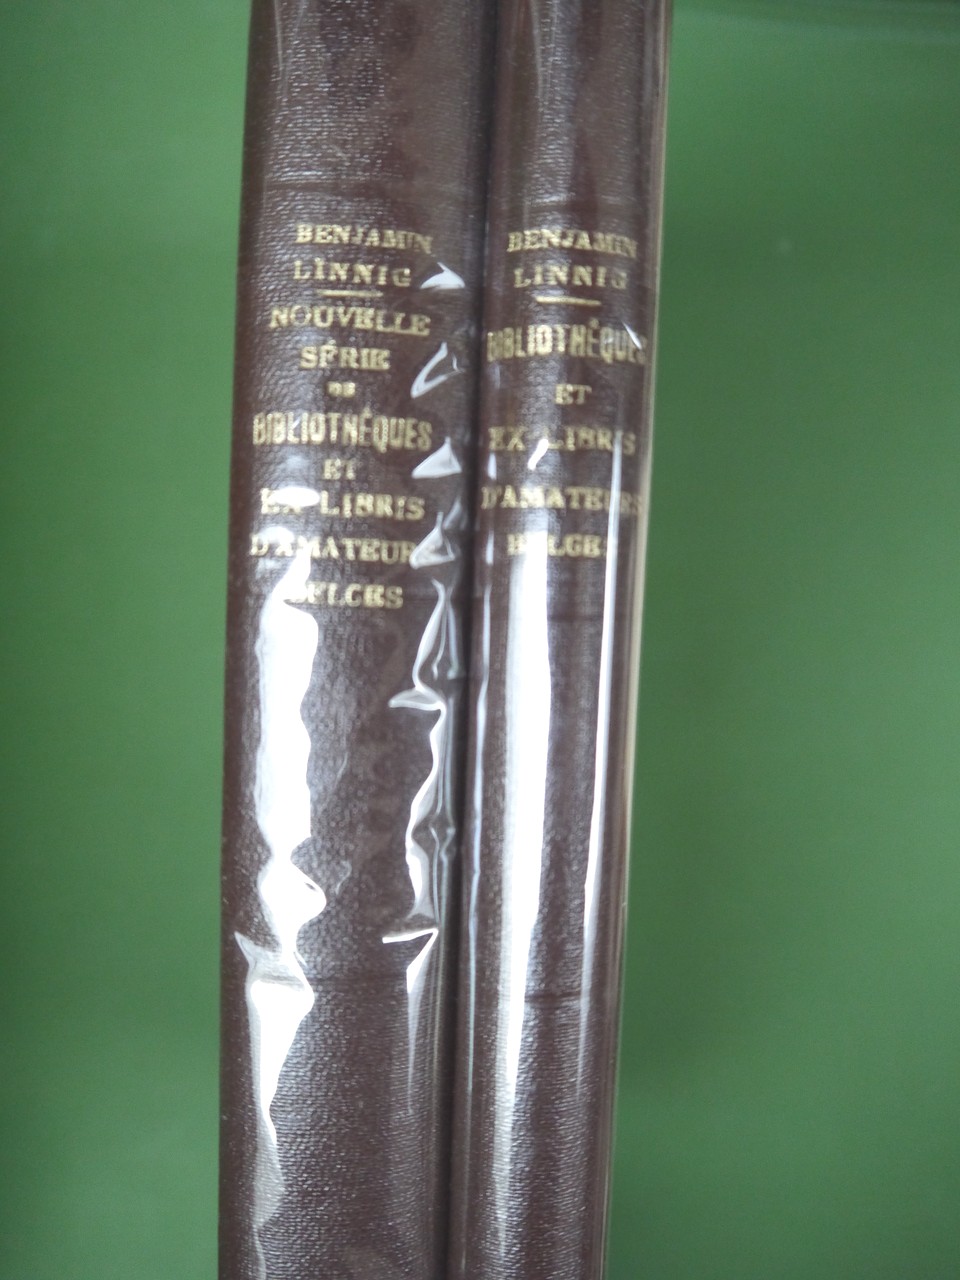 BENJAMIN
LINNIG
NOUVELLE
SÉRIE
DE
BIBLIOTHÈQUES
ET
EX-LIBRIS
D'AMATEURS
BELGES
BENJAMIN
LINNIG
BIBLIOTHÈQUES
ET
EX-LIBRIS
D'AMATEURS
BELGES